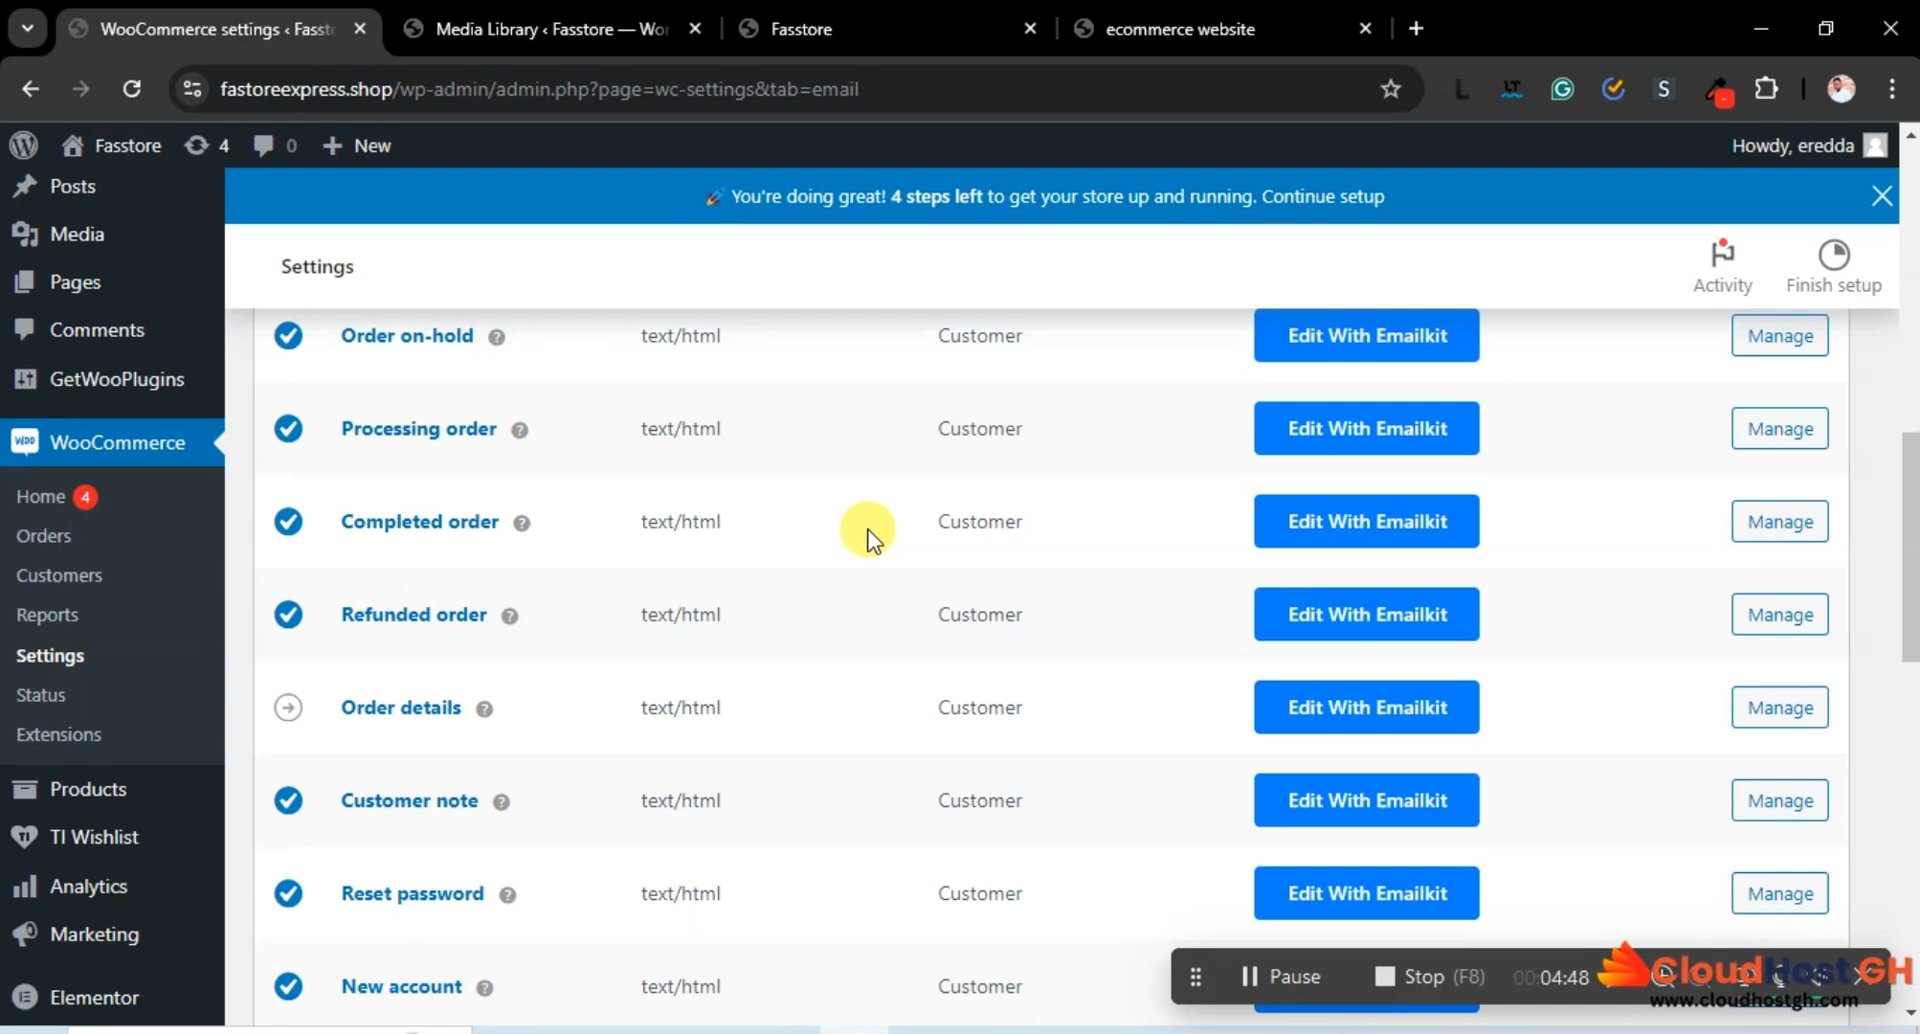 WooCommerce settings ‹ Fasst
Media Library ‹ Fasstore — Wor
Fasstore
ecommerce website
fastoreexpress.shop/wp-admin/admin.php?page=wc-settings&tab=email
Fasstore
4
0
New
Howdy, eredda
Posts
Media
Pages
Comments
GetWooPlugins
WooCommerce
Home 4
Orders
Customers
Reports
Settings
Status
Extensions
Products
TI Wishlist
Analytics
Marketing
Elementor
You're doing great! 4 steps left to get your store up and running. Continue setup
Settings
Activity
Finish setup
Order on-hold text/html Customer Edit With Emailkit Manage
Processing order text/html Customer Edit With Emailkit Manage
Completed order text/html Customer Edit With Emailkit Manage
Refunded order text/html Customer Edit With Emailkit Manage
Order details text/html Customer Edit With Emailkit Manage
Customer note text/html Customer Edit With Emailkit Manage
Reset password text/html Customer Edit With Emailkit Manage
New account text/html Customer
Pause Stop (F8) 00:04:48
CloudHostGH
www.cloudhostgh.com